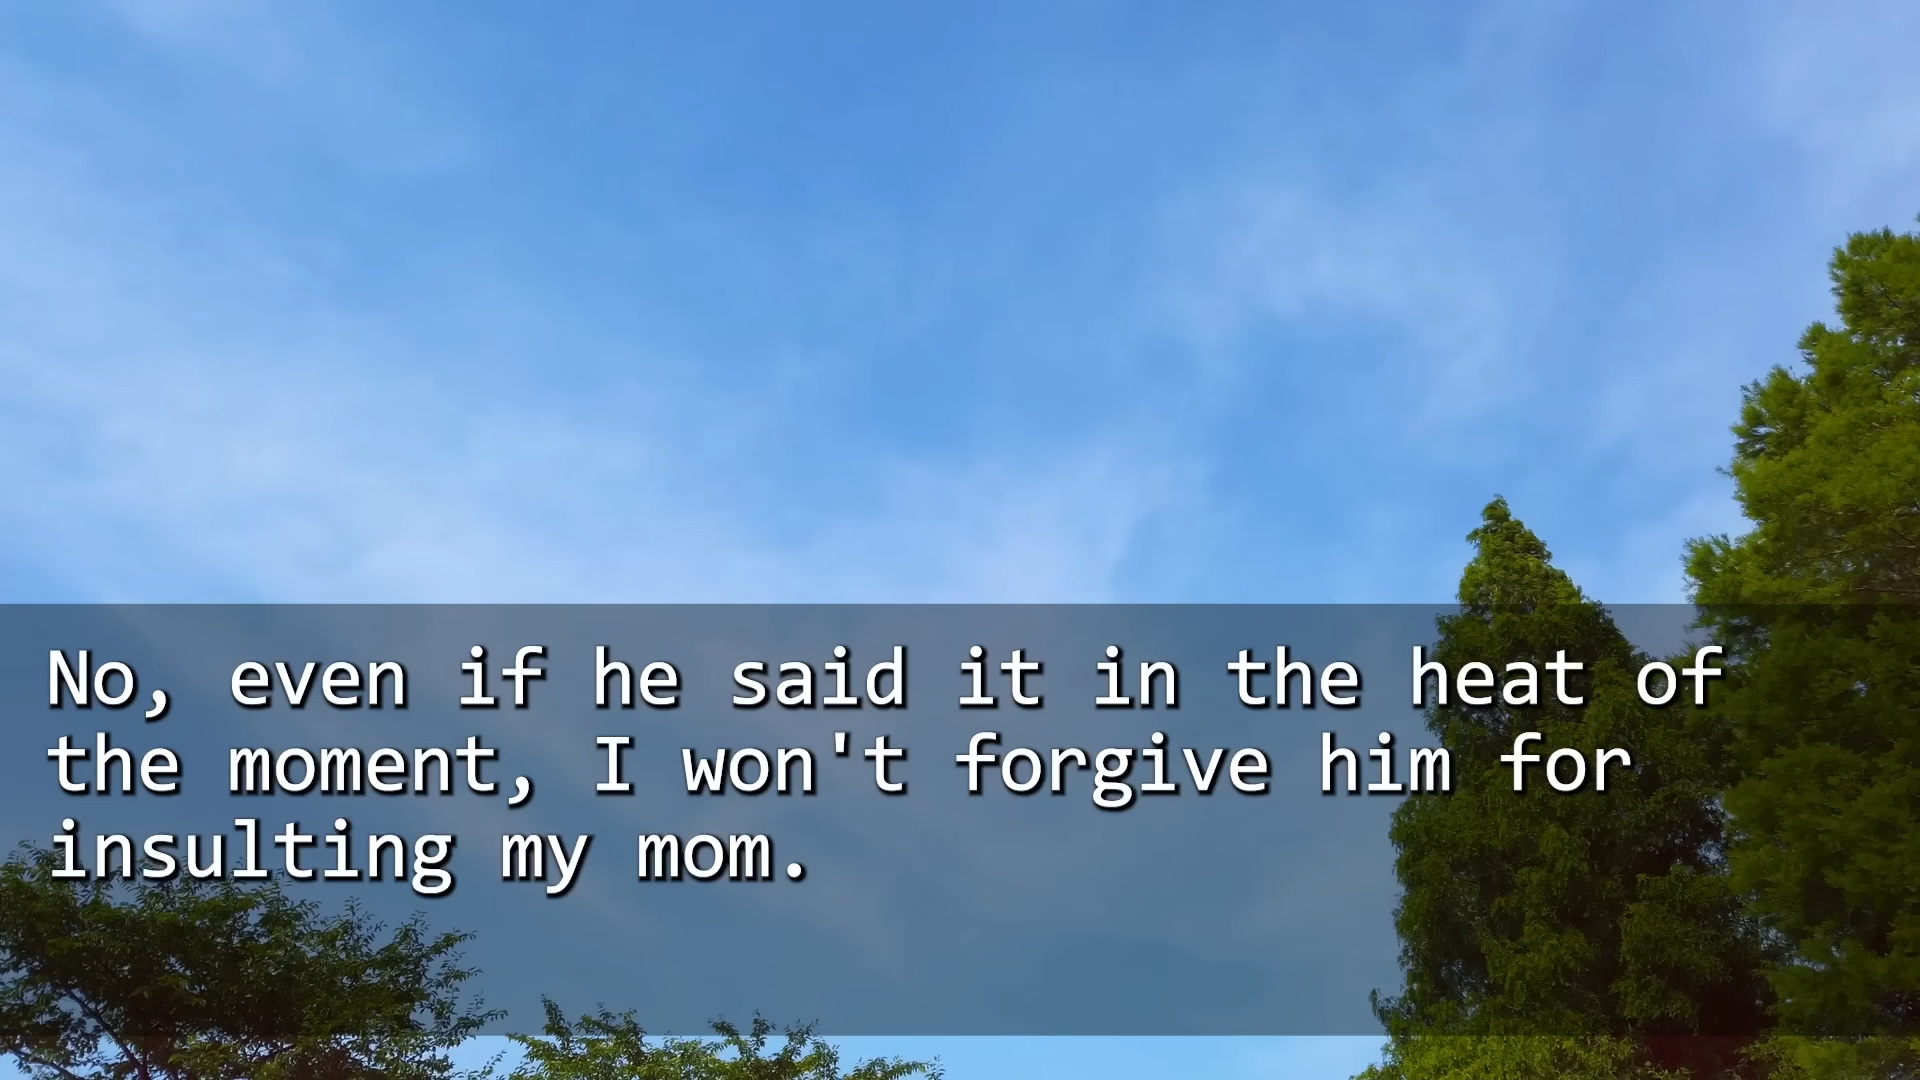 No, even if he said it in the heat of
the moment, I won't forgive him for
insulting my mom.